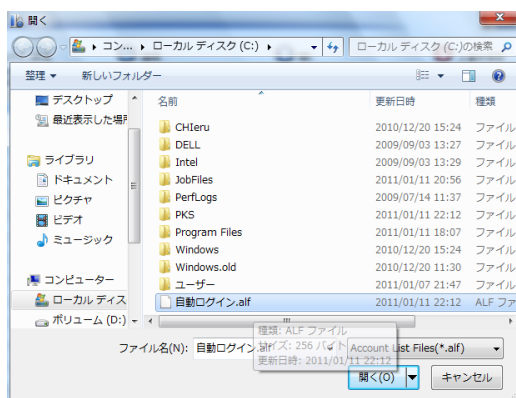 開く
コン... ローカル ディスク (C:) ローカル ディスク (C:)の検索
整理 新しいフォルダー
デスクトップ
最近表示した場所
ライブラリ
ドキュメント
ピクチャ
ビデオ
ミュージック
コンピューター
ローカル ディス
ボリューム (D:)
名前 更新日時 種類
CHIeru 2010/12/20 15:24 ファイル
DELL 2009/09/03 13:27 ファイル
Intel 2009/09/03 13:29 ファイル
JobFiles 2011/01/11 20:56 ファイル
PerfLogs 2009/07/14 11:37 ファイル
PKS 2011/01/11 22:12 ファイル
Program Files 2011/01/11 18:07 ファイル
Windows 2010/12/20 15:24 ファイル
Windows.old 2010/12/20 11:30 ファイル
ユーザー 2011/01/07 21:47 ファイル
自動ログイン.alf 2011/01/11 22:12 ALF ファ
種類: ALF ファイル
サイズ: 256 バイト
更新日時: 2011/01/11 22:12
ファイル名(N): 自動ログイン.alf Account List Files(*.alf)
開く(O) キャンセル